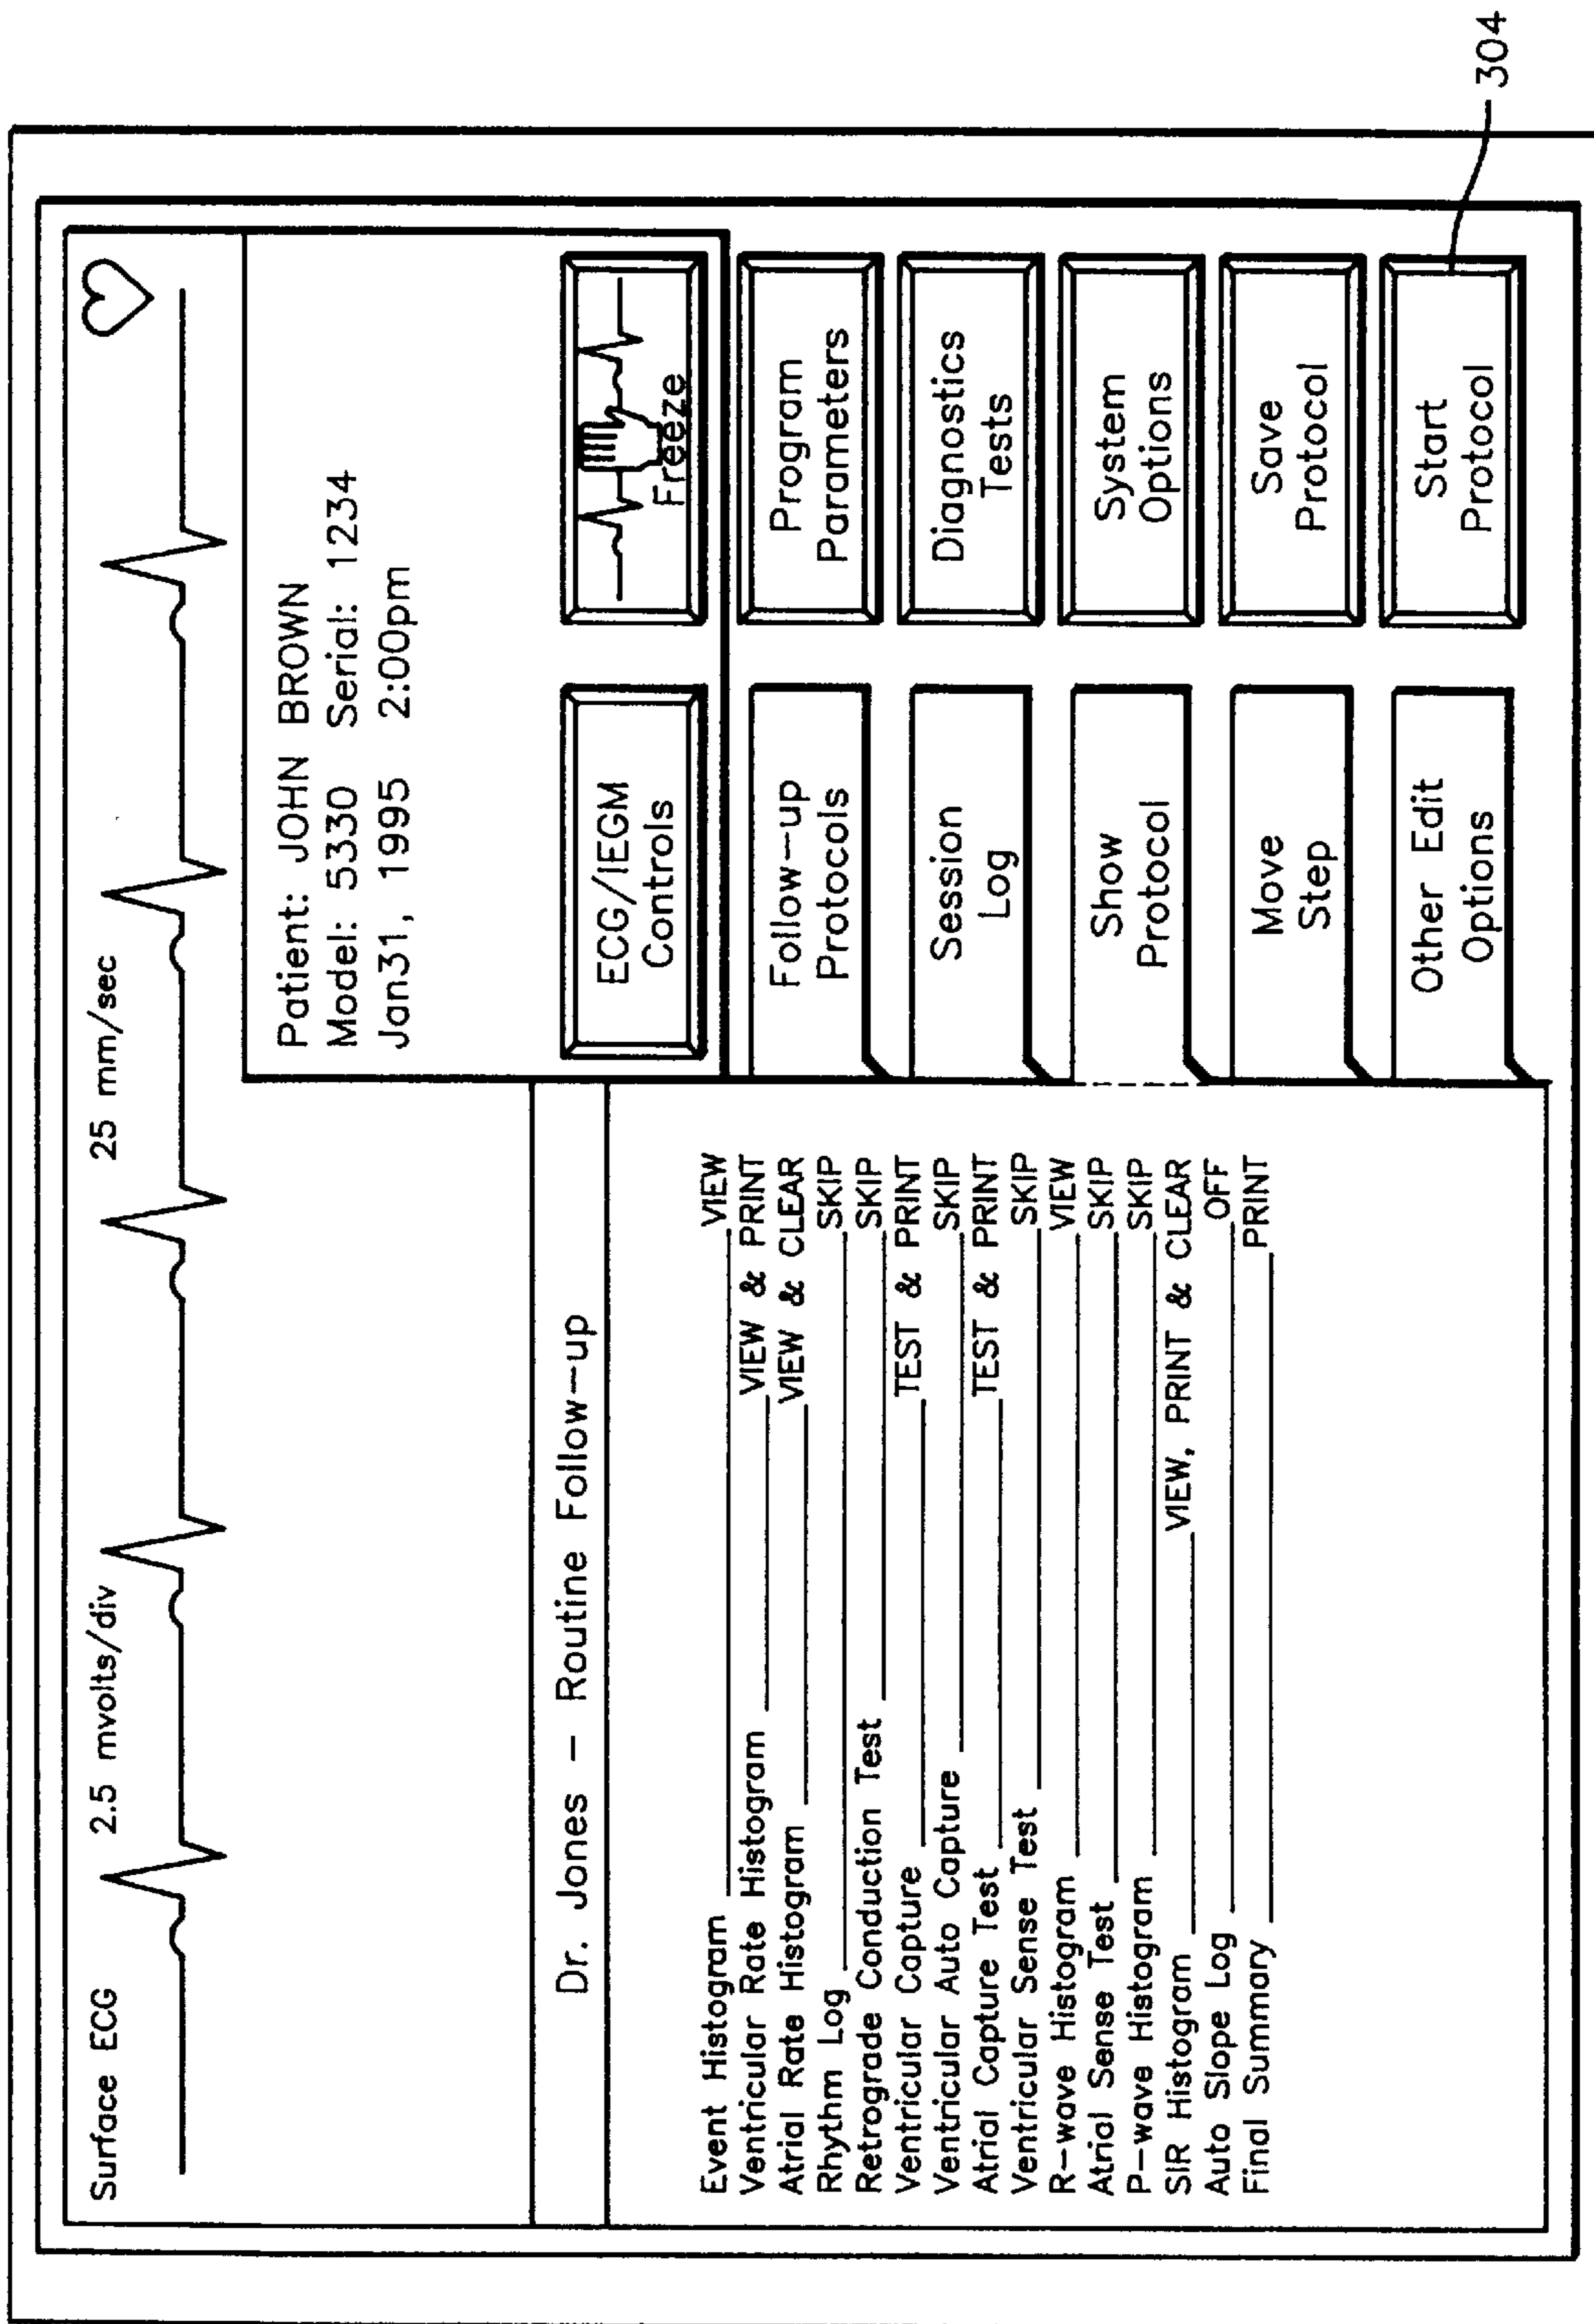 Surface ECG 2.5 mvolts/div 25 mm/sec
Patient: JOHN BROWN
Model: 5330 Serial: 1234
Jan31, 1995 2:00pm
ECG/IEGM
Controls
Freeze
Dr. Jones – Routine Follow–up
Event Histogram VIEW
Ventricular Rate Histogram VIEW & PRINT
Atrial Rate Histogram VIEW & CLEAR
Rhythm Log SKIP
Retrograde Conduction Test SKIP
Ventricular Capture TEST & PRINT
Ventricular Auto Capture SKIP
Atrial Capture Test TEST & PRINT
Ventricular Sense Test SKIP
R–wave Histogram VIEW
Atrial Sense Test SKIP
P–wave Histogram SKIP
SIR Histogram VIEW, PRINT & CLEAR
Auto Slope Log OFF
Final Summary PRINT
Follow–up
Protocols
Program
Parameters
Session
Log
Diagnostics
Tests
Show
Protocol
System
Options
Move
Step
Save
Protocol
Other Edit
Options
Start
Protocol
304